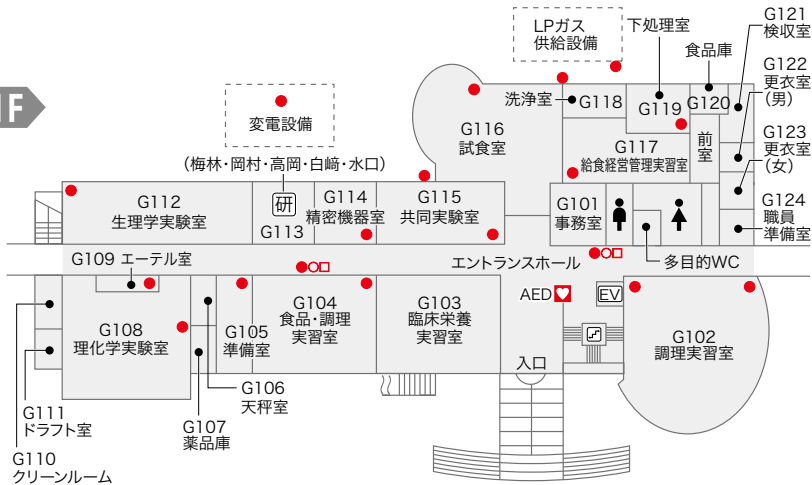 1F
LPガス
供給設備
下処理室
食品庫
G121
検収室
G122
更衣室
(男)
G123
更衣室
(女)
G124
職員
準備室
変電設備
洗浄室
G118
G119
G120
前
室
G116
試食室
G117
給食経営管理実習室
(梅林・岡村・高岡・白﨑・水口)
研
G113
G112
生理学実験室
G114
精密機器室
G115
共同実験室
G101
事務室
G109 エーテル室
エントランスホール
多目的WC
AED
EV
G108
理化学実験室
G105
準備室
G104
食品・調理
実習室
G103
臨床栄養
実習室
G102
調理実習室
入口
G106
天秤室
G107
薬品庫
G111
ドラフト室
G110
クリーンルーム